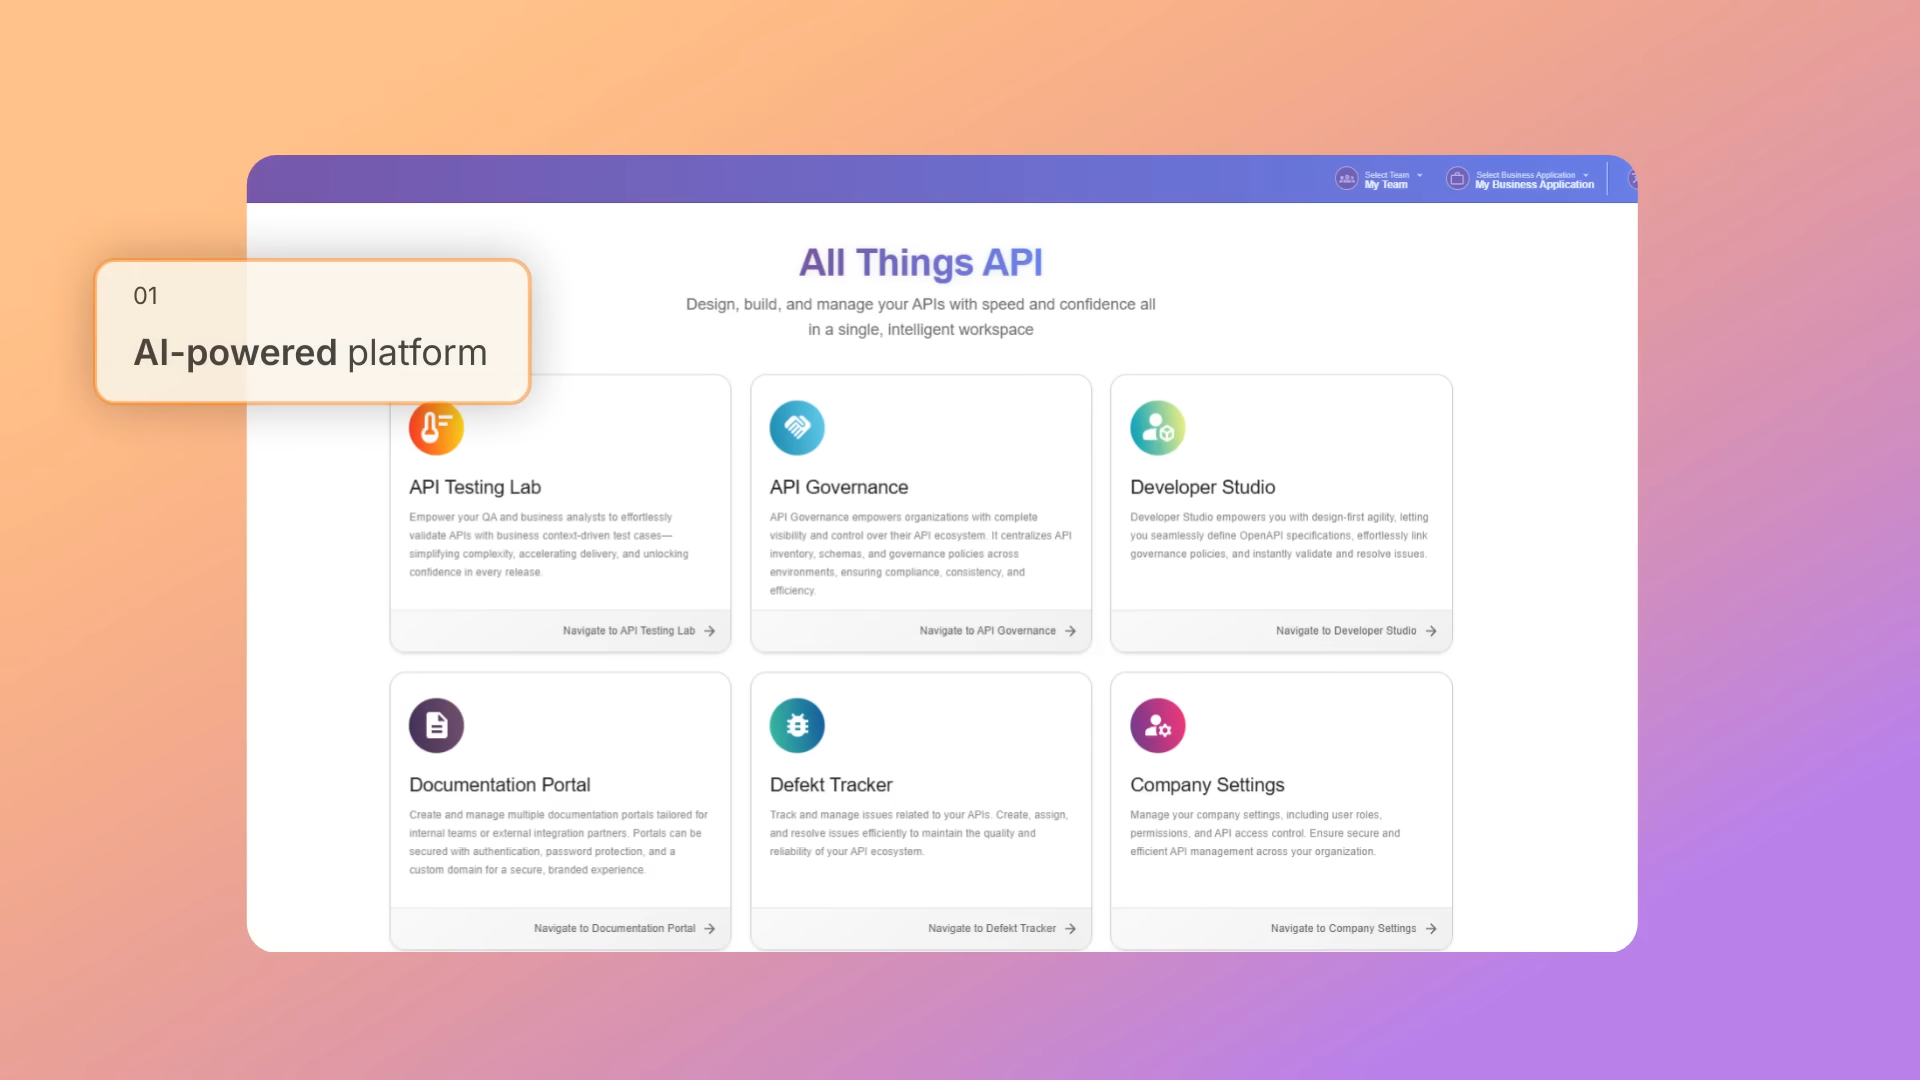 Select Team
My Team
Select Business Application
My Business Application
All Things API
Design, build, and manage your APIs with speed and confidence all
in a single, intelligent workspace
01
AI-powered platform
API Testing Lab
Empower your QA and business analysts to effortlessly
validate APIs with business context-driven test cases—
simplifying complexity, accelerating delivery, and unlocking
confidence in every release.
Navigate to API Testing Lab
API Governance
API Governance empowers organizations with complete
visibility and control over their API ecosystem. It centralizes API
inventory, schemas, and governance policies across
environments, ensuring compliance, consistency, and
efficiency.
Navigate to API Governance
Developer Studio
Developer Studio empowers you with design-first agility, letting
you seamlessly define OpenAPI specifications, effortlessly link
governance policies, and instantly validate and resolve issues.
Navigate to Developer Studio
Documentation Portal
Create and manage multiple documentation portals tailored for
internal teams or external integration partners. Portals can be
secured with authentication, password protection, and a
custom domain for a secure, branded experience.
Navigate to Documentation Portal
Defekt Tracker
Track and manage issues related to your APIs. Create, assign,
and resolve issues efficiently to maintain the quality and
reliability of your API ecosystem.
Navigate to Defekt Tracker
Company Settings
Manage your company settings, including user roles,
permissions, and API access control. Ensure secure and
efficient API management across your organization.
Navigate to Company Settings